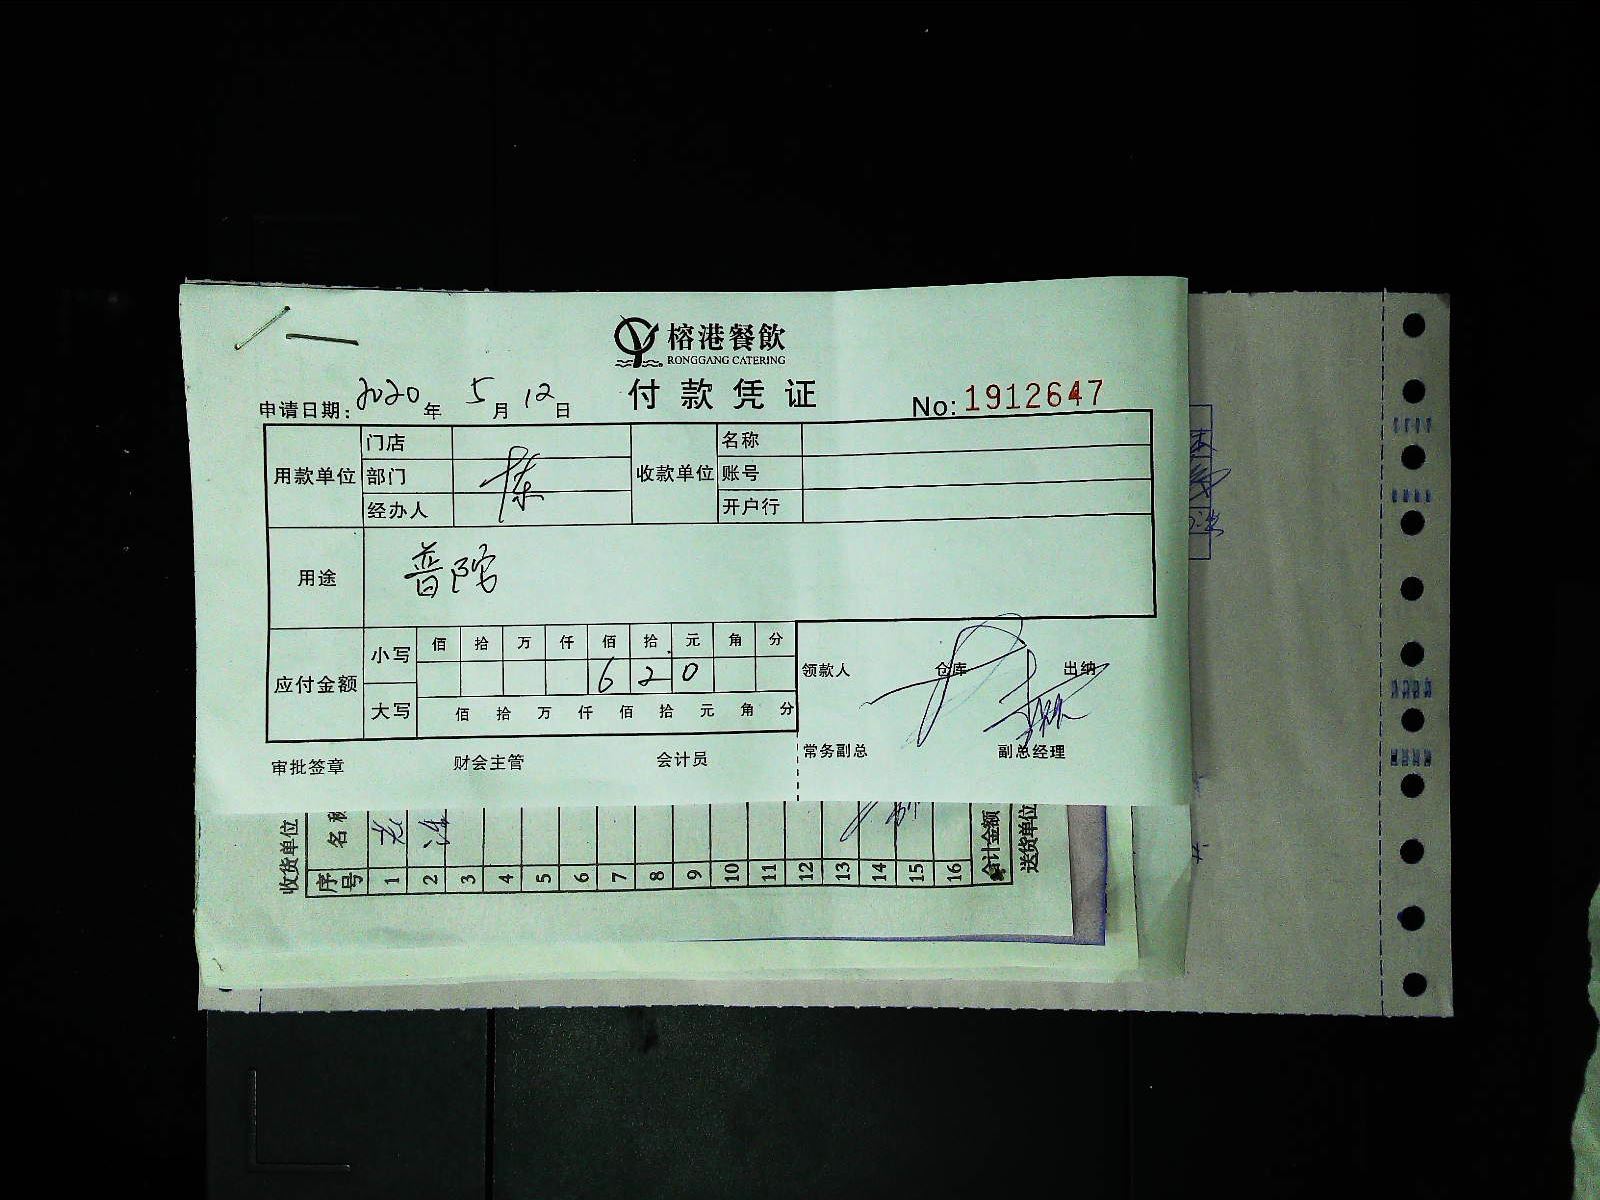 榕港餐飲
RONGGANG CATERING
付款凭证
申请日期: 2020年 5月 12日
No: 1912647
用款单位 门店 收款单位 名称
部门 账号
经办人 开户行
用途 普陀
应付金额 小写 佰 拾 万 仟 佰 拾 元 角 分
6 2 0
大写 佰 拾 万 仟 佰 拾 元 角 分
领款人 仓库 出纳
常务副总 副总经理
审批签章 财会主管 会计员
收货单位
序号 名
1 2 3 4 5 6 7 8 9 10 11 12 13 14 15 16
合计金额
送货单位